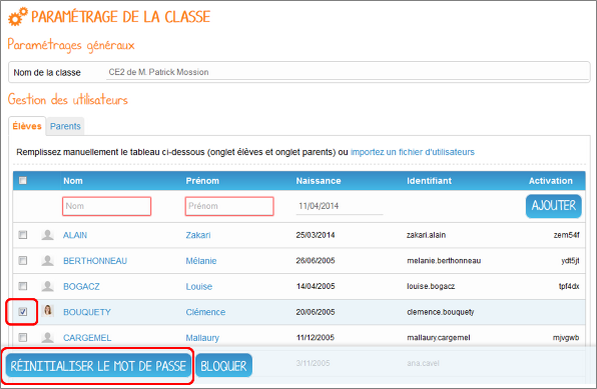 PARAMÉTRAGE DE LA CLASSE
Paramétrages généraux
Nom de la classe CE2 de M. Patrick Mossion
Gestion des utilisateurs
Élèves Parents
Remplissez manuellement le tableau ci-dessous (onglet élèves et onglet parents) ou importez un fichier d'utilisateurs
Nom Prénom Naissance Identifiant Activation
Nom Prénom 11/04/2014 AJOUTER
ALAIN Zakari 25/03/2014 zakari.alain zem54f
BERTHONNEAU Mélanie 26/06/2005 melanie.berthonneau ydt5jt
BOGACZ Louise 14/04/2005 louise.bogacz tpf4dx
BOUQUETY Clémence 20/06/2005 clemence.bouquety
CARGEMEL Mallaury 11/12/2005 mallaury.cargemel mjvgwb
RÉINITIALISER LE MOT DE PASSE BLOQUER 3/11/2005 ana.cavel